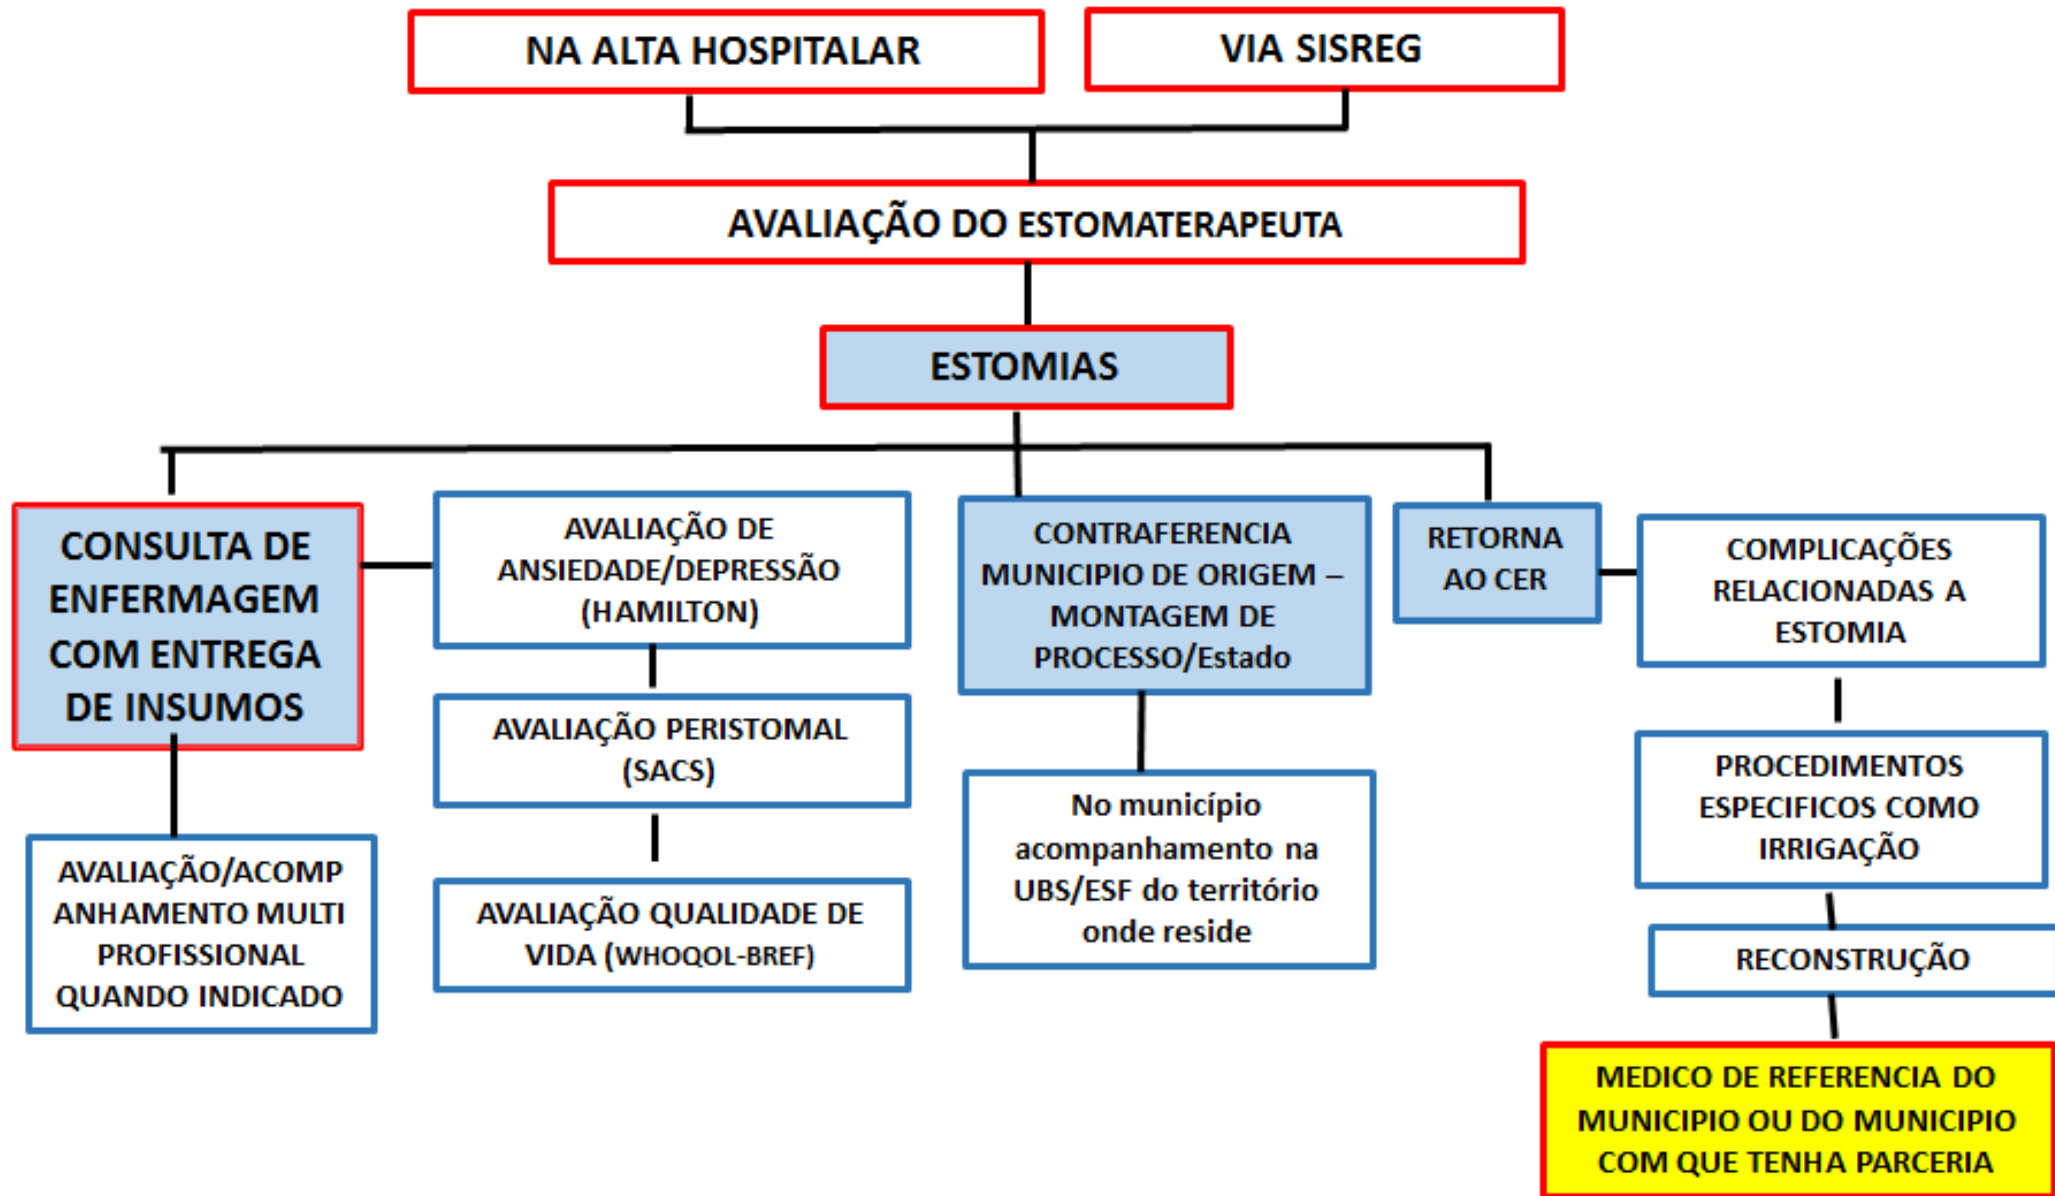 NA ALTA HOSPITALAR
VIA SISREG
AVALIAÇÃO DO ESTOMATERAPEUTA
ESTOMIAS
CONSULTA DE
ENFERMAGEM
COM ENTREGA
DE INSUMOS
AVALIAÇÃO/ACOMP
ANHAMENTO MULTI
PROFISSIONAL
QUANDO INDICADO
AVALIAÇÃO DE
ANSIEDADE/DEPRESSÃO
(HAMILTON)
AVALIAÇÃO PERISTOMAL
(SACS)
AVALIAÇÃO QUALIDADE DE
VIDA (WHOQOL-BREF)
CONTRAFERENCIA
MUNICIPIO DE ORIGEM –
MONTAGEM DE
PROCESSO/Estado
No município
acompanhamento na
UBS/ESF do território
onde reside
RETORNA
AO CER
COMPLICAÇÕES
RELACIONADAS A
ESTOMIA
PROCEDIMENTOS
ESPECIFICOS COMO
IRRIGAÇÃO
RECONSTRUÇÃO
MEDICO DE REFERENCIA DO
MUNICIPIO OU DO MUNICIPIO
COM QUE TENHA PARCERIA